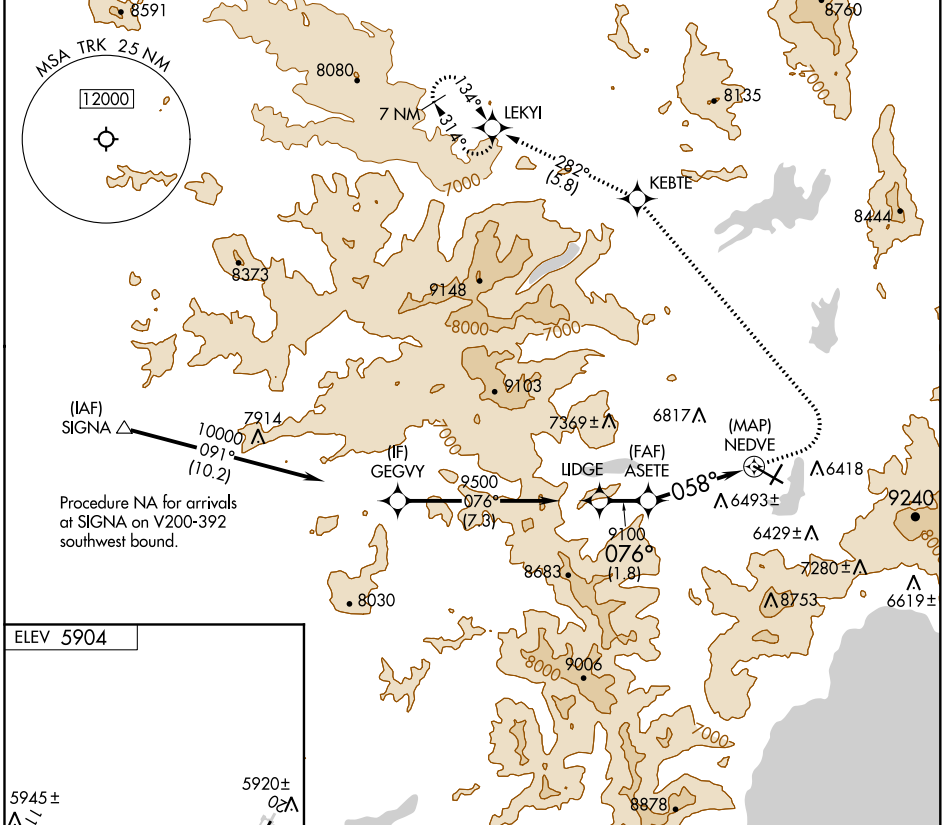 8591
8760
MSA TRK 25 NM
12000
8080
7 NM
134°
314°
LEKYI
8135
7000
282°
(5.8)
KEBTE
7000
8444
8373
9148
8000
7000
9103
(IAF)
SIGNA
7914
10000
091°
(10.2)
7369±
6817
(MAP)
NEDVE
(IF)
GEGVY
9500
076°
(7.3)
LIDGE
(FAF)
ASETE
058°
6418
6493±
9240
Procedure NA for arrivals
at SIGNA on V200-392
southwest bound.
9100
076°
(1.8)
6429±
8683
7280±
8030
8753
6619±
ELEV 5904
8000
9006
7000
7000
5945±
11
5920±
20
8878